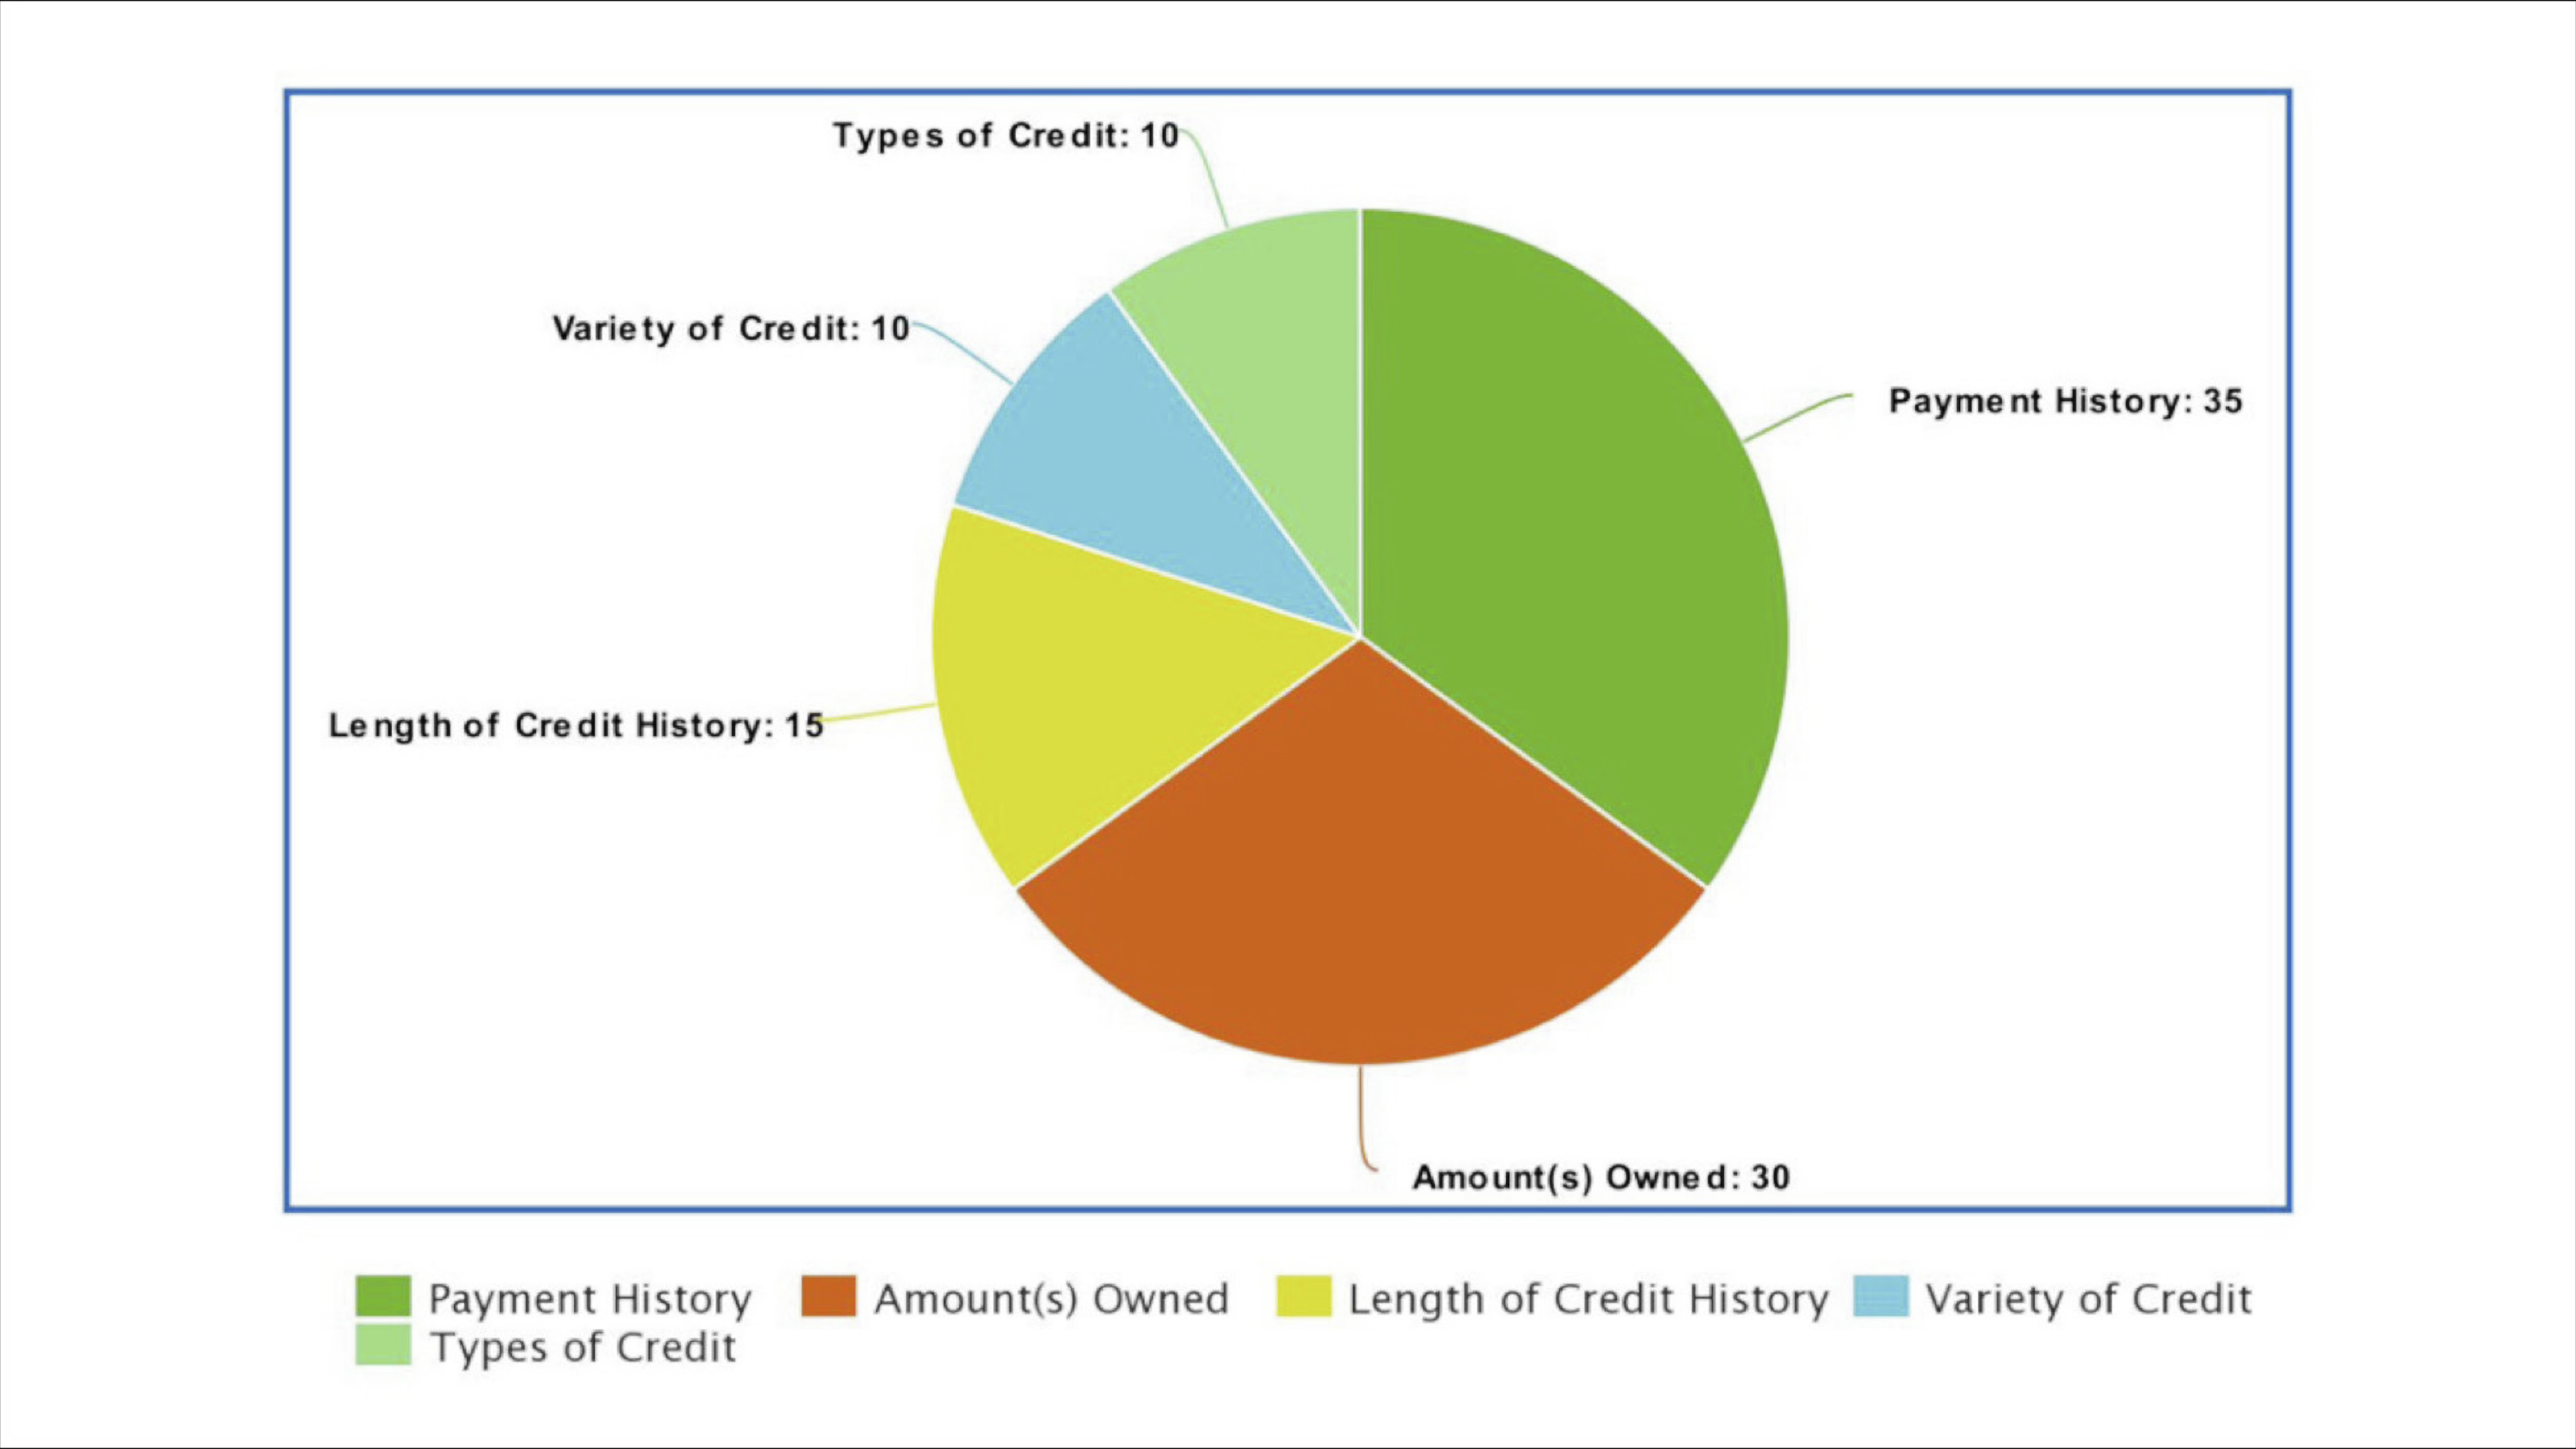 Types of Credit: 10
Variety of Credit: 10
Payment History: 35
Length of Credit History: 15
Amount(s) Owned: 30
Payment History
Amount(s) Owned
Length of Credit History
Variety of Credit
Types of Credit